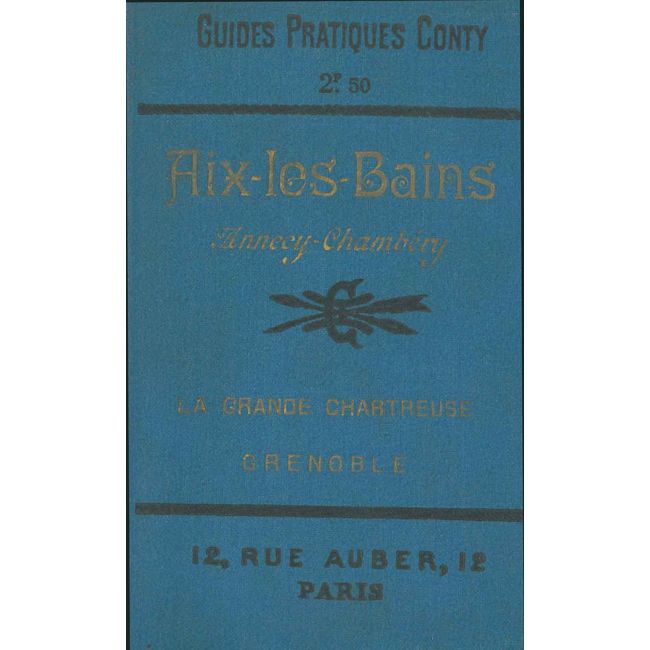 GUIDES PRATIQUES CONTY
2F. 50
Aix-les-Bains
Annecy-Chambéry
C
LA GRANDE CHARTREUSE
GRENOBLE
12, RUE AUBER, 12
PARIS